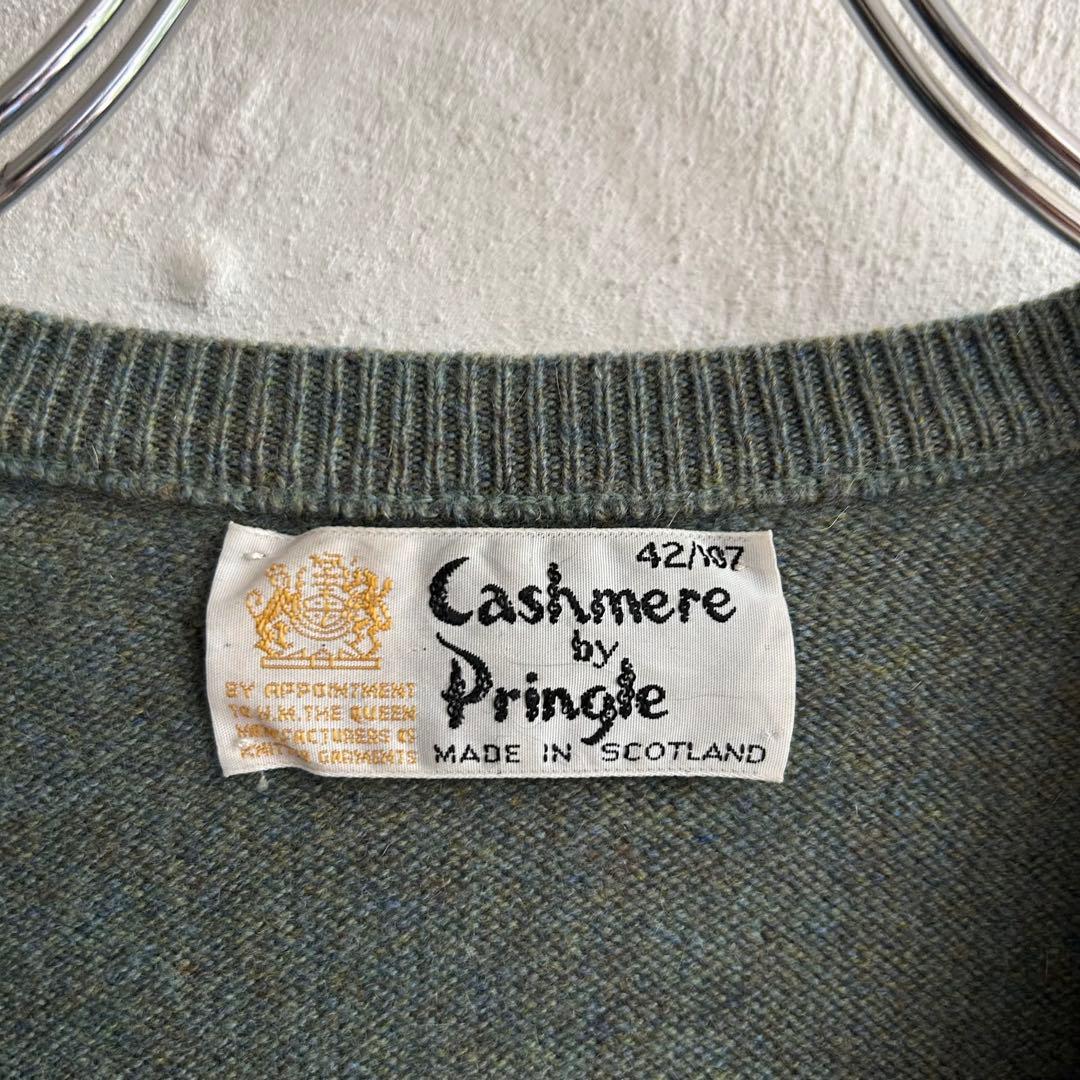 BY APPOINTMENT
TO H.M. THE QUEEN
MANUFACTURERS OF
KNITTED GARMENTS
42/107
Cashmere
by
Pringle
MADE IN SCOTLAND